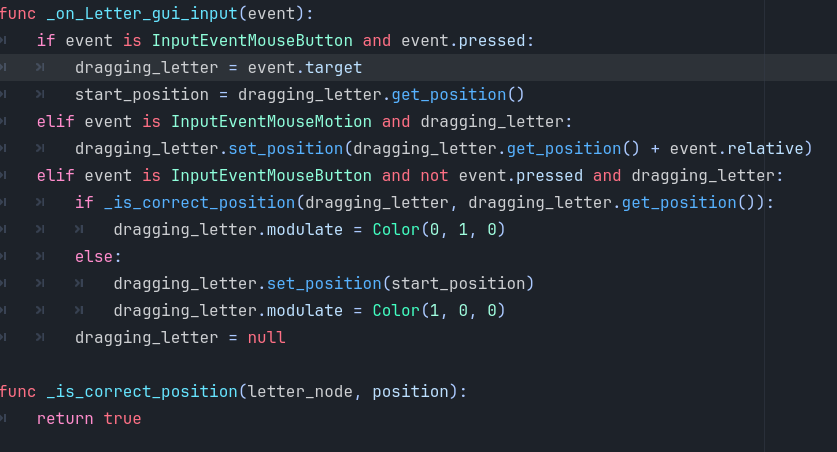 func _on_Letter_gui_input(event):
if event is InputEventMouseButton and event.pressed:
dragging_letter = event.target
start_position = dragging_letter.get_position()
elif event is InputEventMouseMotion and dragging_letter:
dragging_letter.set_position(dragging_letter.get_position() + event.relative)
elif event is InputEventMouseButton and not event.pressed and dragging_letter:
if _is_correct_position(dragging_letter, dragging_letter.get_position()):
dragging_letter.modulate = Color(0, 1, 0)
else:
dragging_letter.set_position(start_position)
dragging_letter.modulate = Color(1, 0, 0)
dragging_letter = null
func _is_correct_position(letter_node, position):
return true